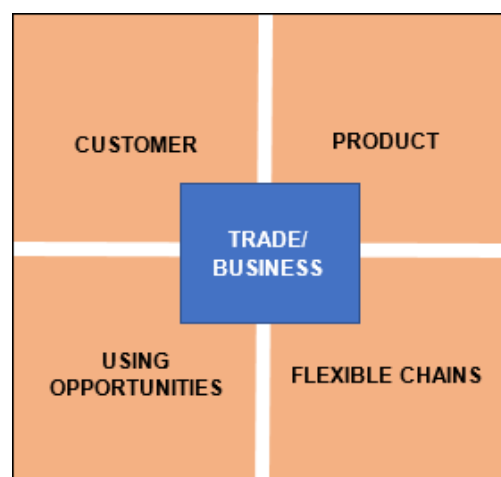 CUSTOMER
PRODUCT
TRADE/
BUSINESS
USING
OPPORTUNITIES
FLEXIBLE CHAINS